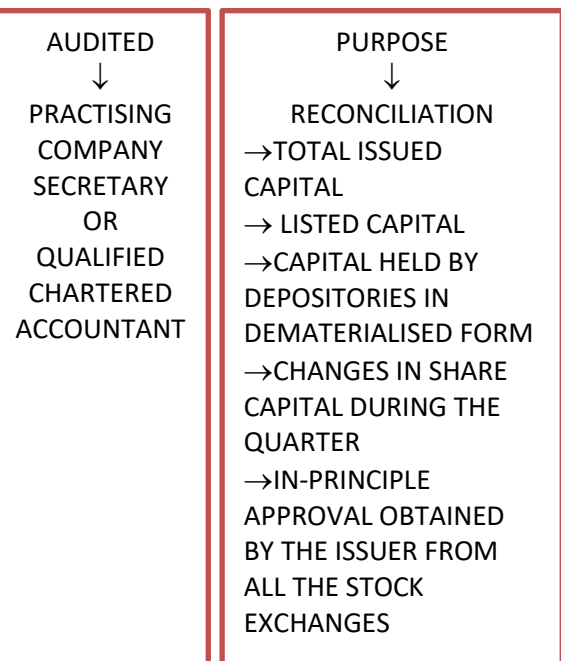 AUDITED
↓
PRACTISING
COMPANY
SECRETARY
OR
QUALIFIED
CHARTERED
ACCOUNTANT
PURPOSE
↓
RECONCILIATION
→TOTAL ISSUED
CAPITAL
→ LISTED CAPITAL
→CAPITAL HELD BY
DEPOSITORIES IN
DEMATERIALISED FORM
→CHANGES IN SHARE
CAPITAL DURING THE
QUARTER
→IN-PRINCIPLE
APPROVAL OBTAINED
BY THE ISSUER FROM
ALL THE STOCK
EXCHANGES